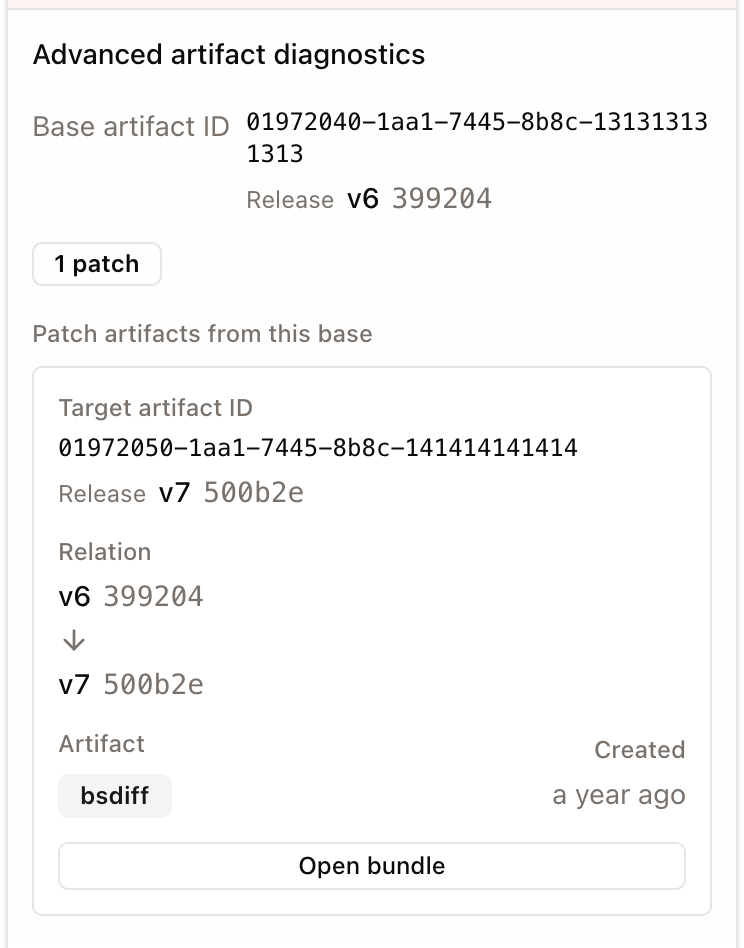 Advanced artifact diagnostics
Base artifact ID
01972040-1aa1-7445-8b8c-13131313
1313
Release v6 399204
1 patch
Patch artifacts from this base
Target artifact ID
01972050-1aa1-7445-8b8c-141414141414
Release v7 500b2e
Relation
v6 399204
↓
v7 500b2e
Artifact
Created
bsdiff
a year ago
Open bundle